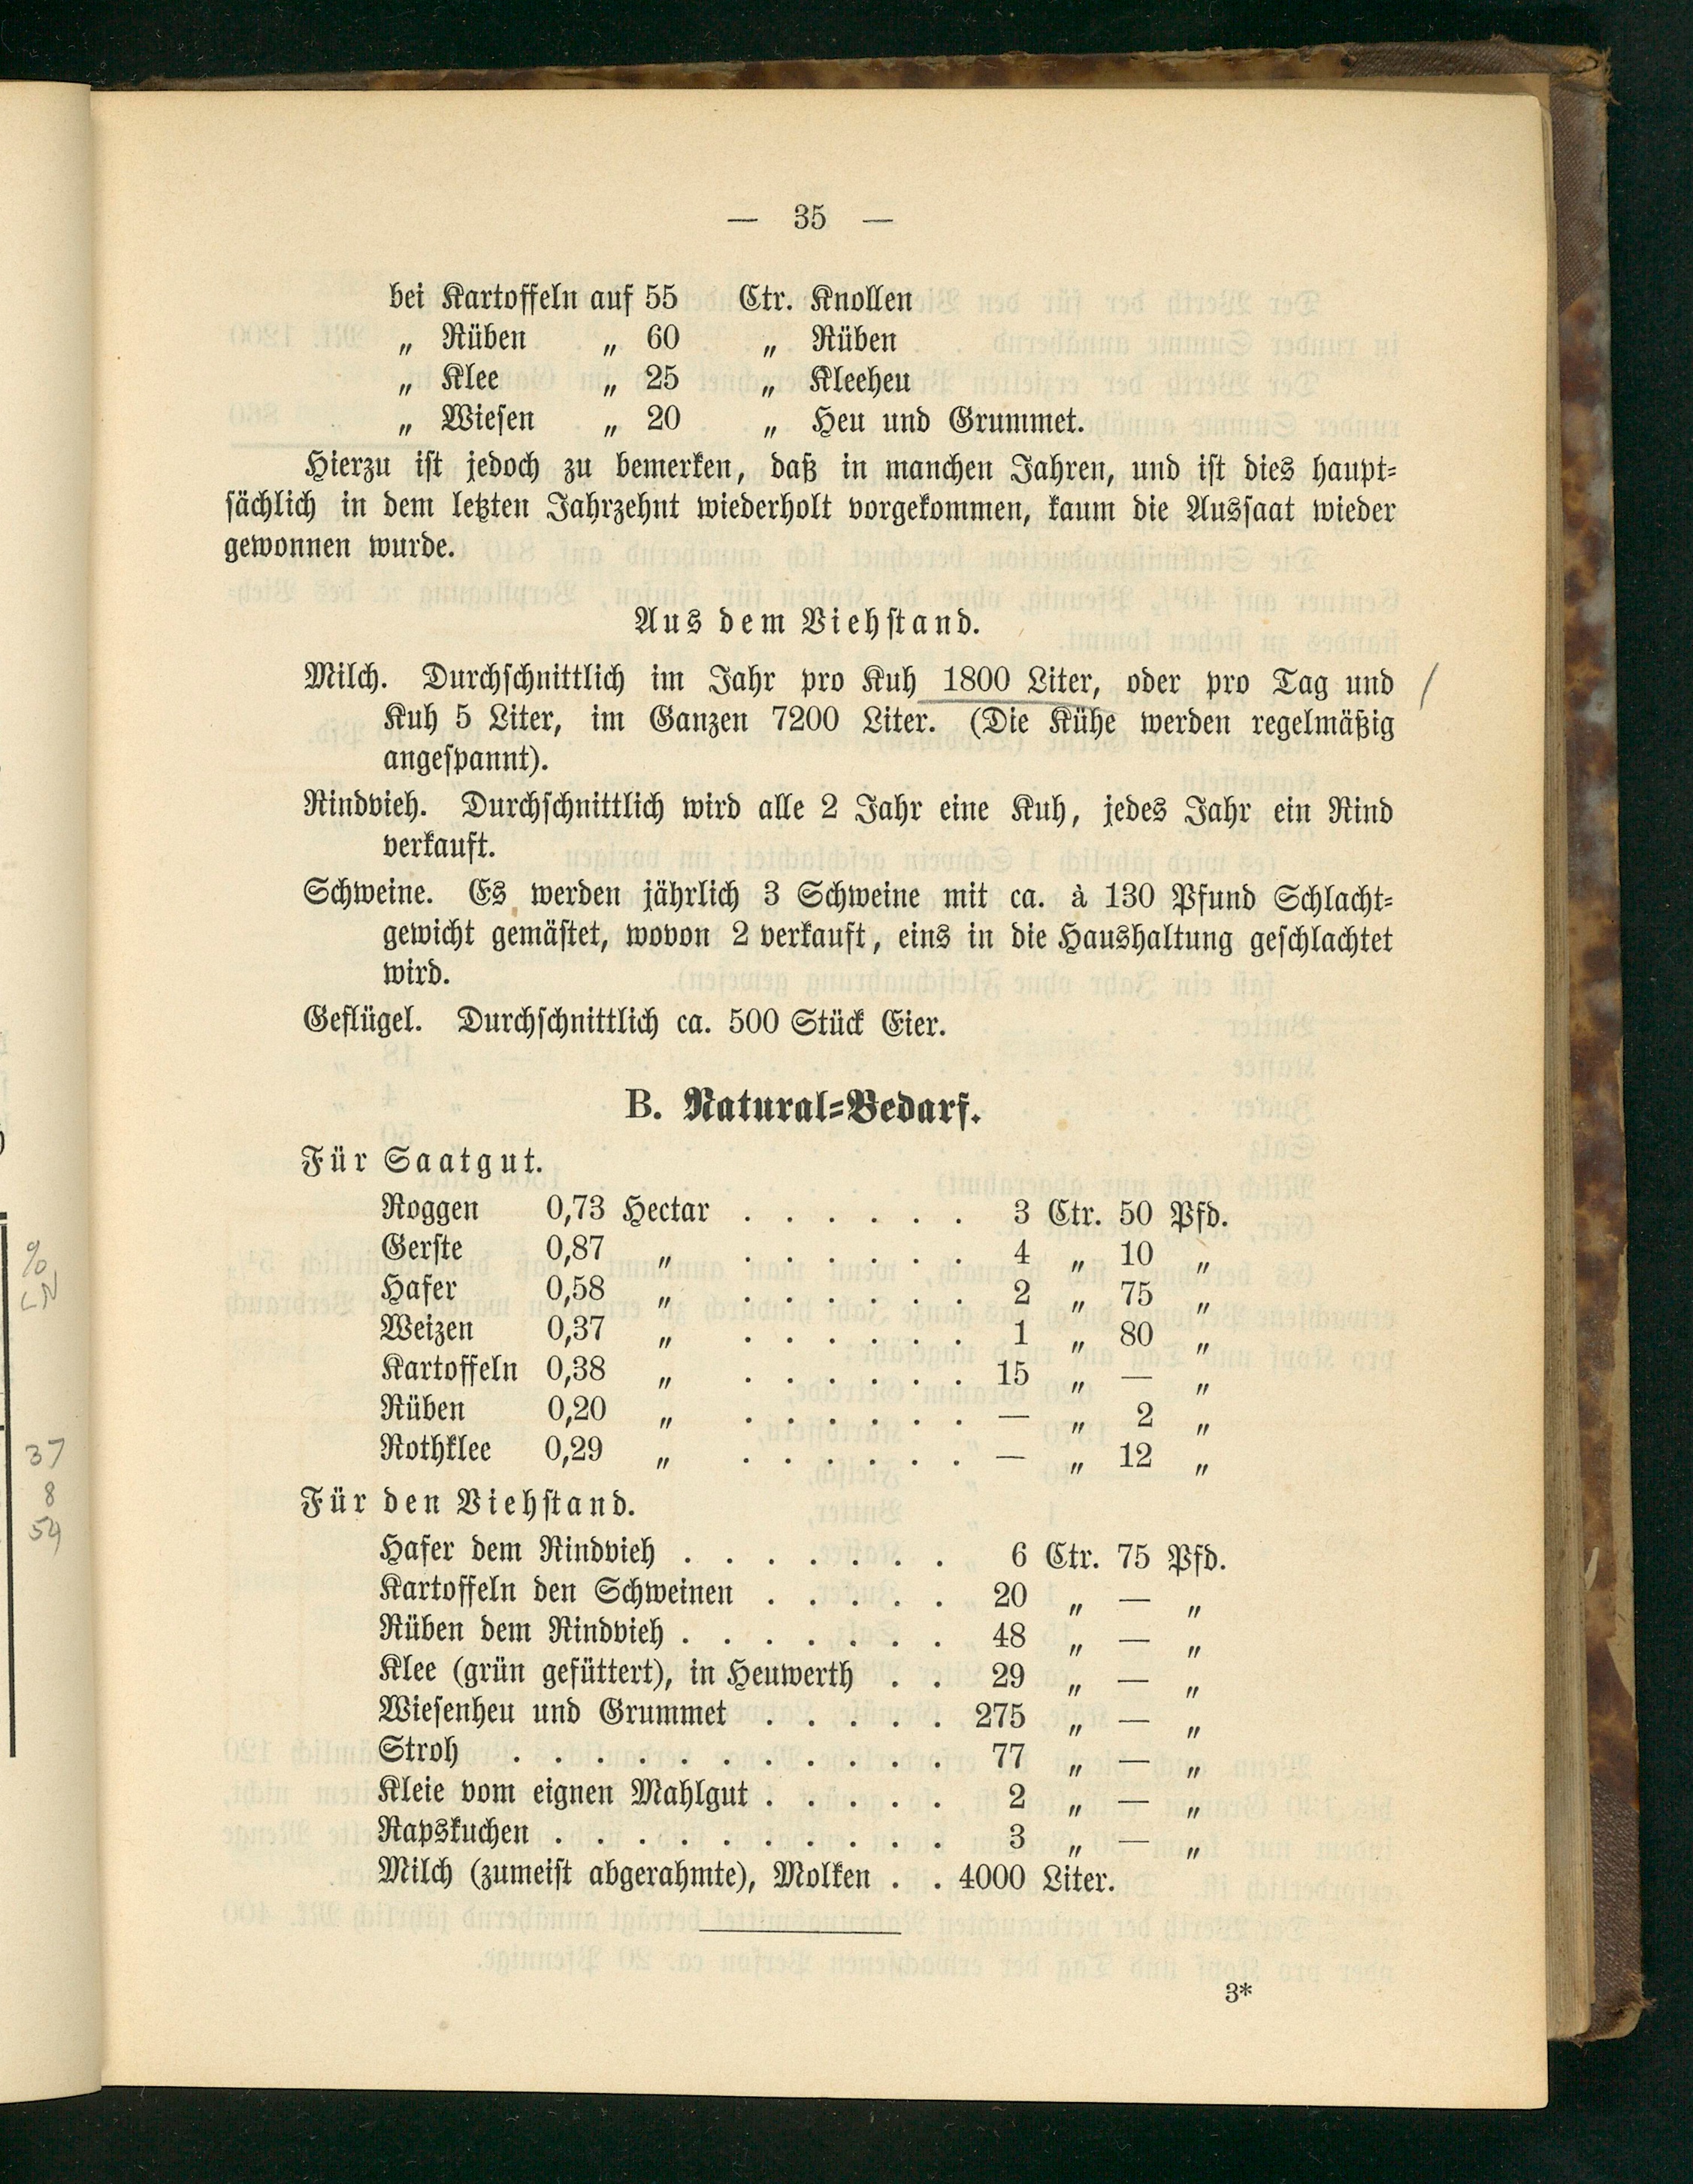 — 35 —
bei Kartoffeln auf 55 Ctr. Knollen
„ Rüben „ 60 „ Rüben
„ Klee „ 25 „ Kleeheu
„ Wiesen „ 20 „ Heu und Grummet.
Hierzu ist jedoch zu bemerken, daß in manchen Jahren, und ist dies haupt-
sächlich in dem letzten Jahrzehnt wiederholt vorgekommen, kaum die Aussaat wieder
gewonnen wurde.
Aus dem Viehstand.
Milch. Durchschnittlich im Jahr pro Kuh 1800 Liter, oder pro Tag und
Kuh 5 Liter, im Ganzen 7200 Liter. (Die Kühe werden regelmäßig
angespannt).
Rindvieh. Durchschnittlich wird alle 2 Jahr eine Kuh, jedes Jahr ein Rind
verkauft.
Schweine. Es werden jährlich 3 Schweine mit ca. à 130 Pfund Schlacht-
gewicht gemästet, wovon 2 verkauft, eins in die Haushaltung geschlachtet
wird.
Geflügel. Durchschnittlich ca. 500 Stück Eier.
B. Natural-Bedarf.
Für Saatgut.
Roggen 0,73 Hectar . . . . . . 3 Ctr. 50 Pfd.
Gerste 0,87 „ . . . . . . 4 „ 10 „
Hafer 0,58 „ . . . . . . 2 „ 75 „
Weizen 0,37 „ . . . . . . 1 „ 80 „
Kartoffeln 0,38 „ . . . . . . 15 „ — „
Rüben 0,20 „ . . . . . . — „ 2 „
Rothklee 0,29 „ . . . . . . — „ 12 „
Für den Viehstand.
Hafer dem Rindvieh . . . . . . . 6 Ctr. 75 Pfd.
Kartoffeln den Schweinen . . . . . 20 „ — „
Rüben dem Rindvieh . . . . . . . 48 „ — „
Klee (grün gefüttert), in Heuwerth . . 29 „ — „
Wiesenheu und Grummet . . . . . 275 „ — „
Stroh . . . . . . . . . . . 77 „ — „
Kleie vom eignen Mahlgut . . . . . 2 „ — „
Rapskuchen . . . . . . . . . . 3 „ — „
Milch (zumeist abgerahmte), Molken . . 4000 Liter.
3*
%
37
8
54